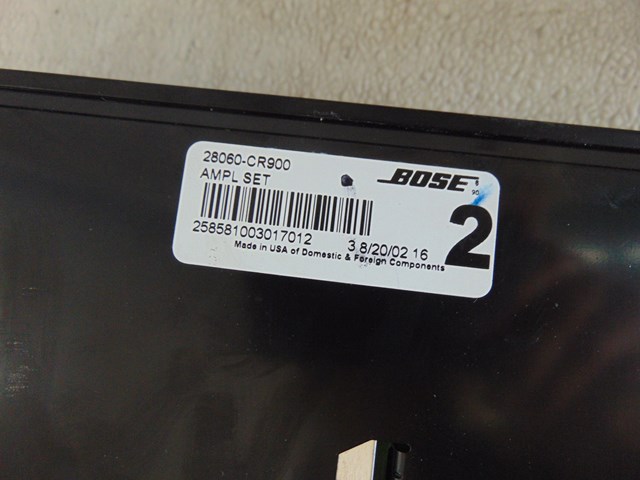 28060-CR900
AMPL SET
BOSE
2
258581003017012 3 8/20/02 16
Made in USA of Domestic & Foreign Components